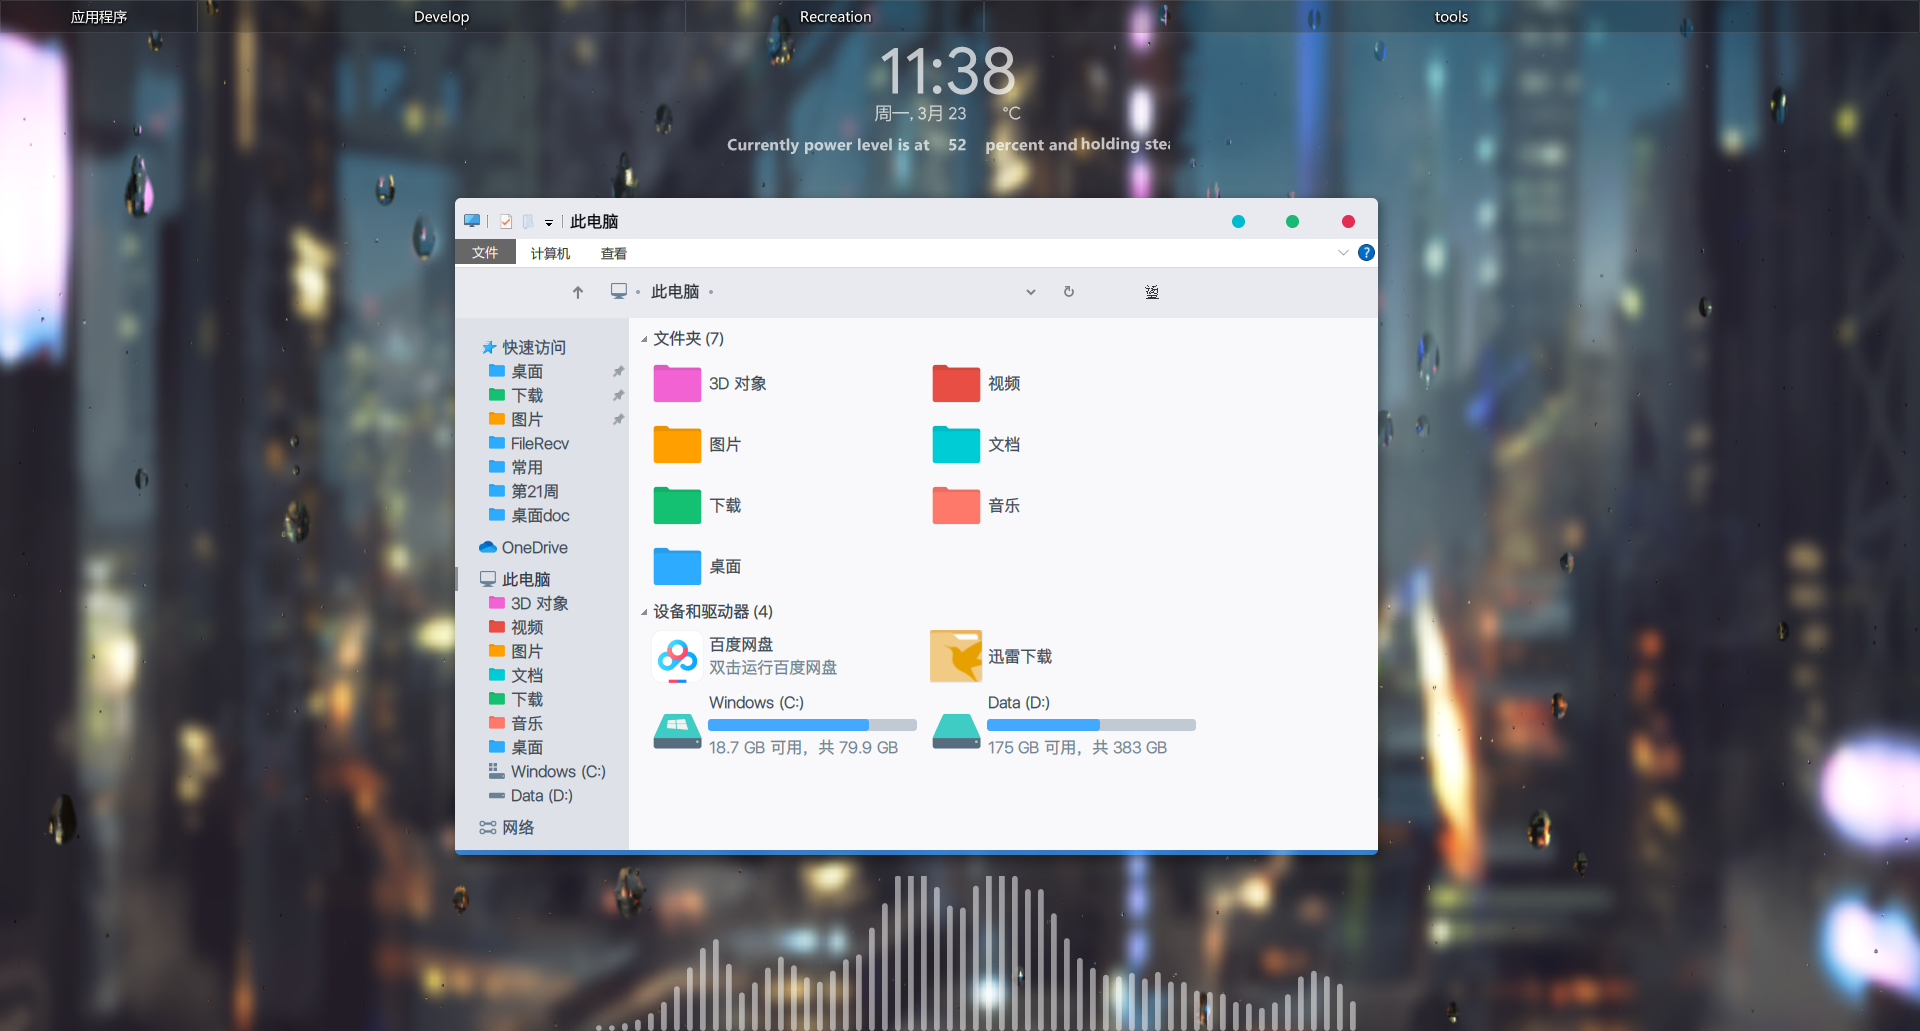 应用程序
Develop
Recreation
tools
11:38
周一, 3月 23 °C
Currently power level is at 52 percent and holding
此电脑
文件 计算机 查看
此电脑
快速访问
桌面
下载
图片
FileRecv
常用
第21周
桌面doc
OneDrive
此电脑
3D 对象
视频
图片
文档
下载
音乐
桌面
Windows (C:)
Data (D:)
网络
文件夹 (7)
3D 对象
视频
图片
文档
下载
音乐
桌面
设备和驱动器 (4)
百度网盘
双击运行百度网盘
迅雷下载
Windows (C:)
18.7 GB 可用，共 79.9 GB
Data (D:)
175 GB 可用，共 383 GB